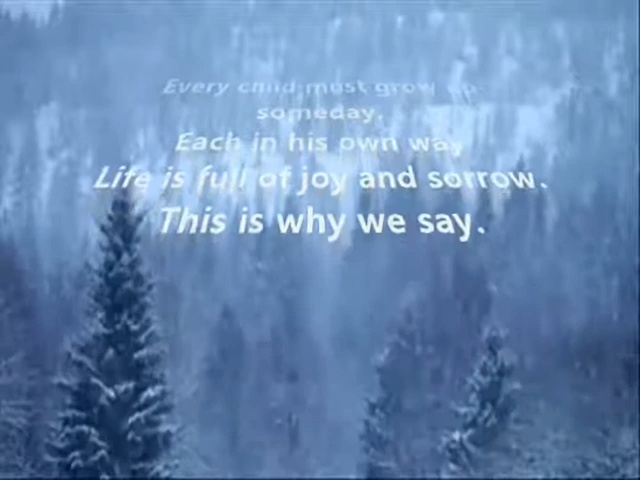 Every child must grow up
someday,
Each in his own way
Life is full of joy and sorrow.
This is why we say.